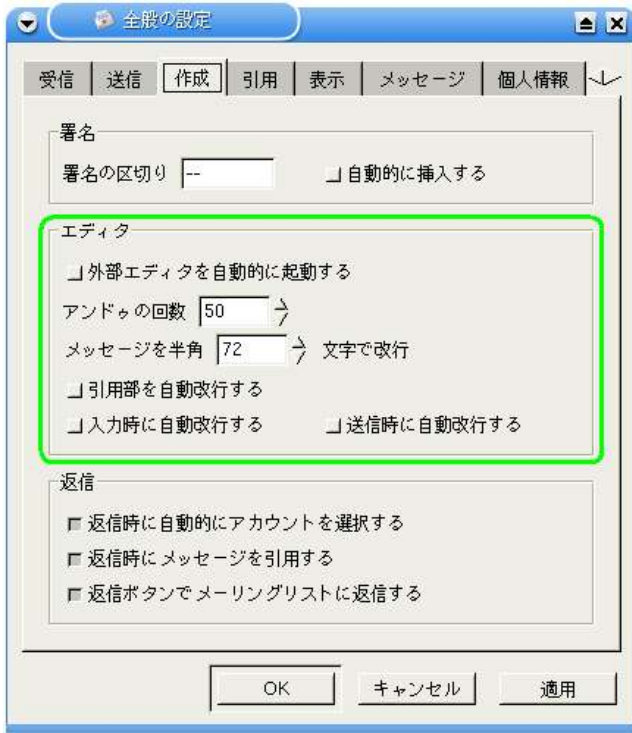 全般の設定
受信 送信 作成 引用 表示 メッセージ 個人情報
署名
署名の区切り -- 自動的に挿入する
エディタ
外部エディタを自動的に起動する
アンドゥの回数 50
メッセージを半角 72 文字で改行
引用部を自動改行する
入力時に自動改行する 送信時に自動改行する
返信
返信時に自動的にアカウントを選択する
返信時にメッセージを引用する
返信ボタンでメーリングリストに返信する
OK キャンセル 適用